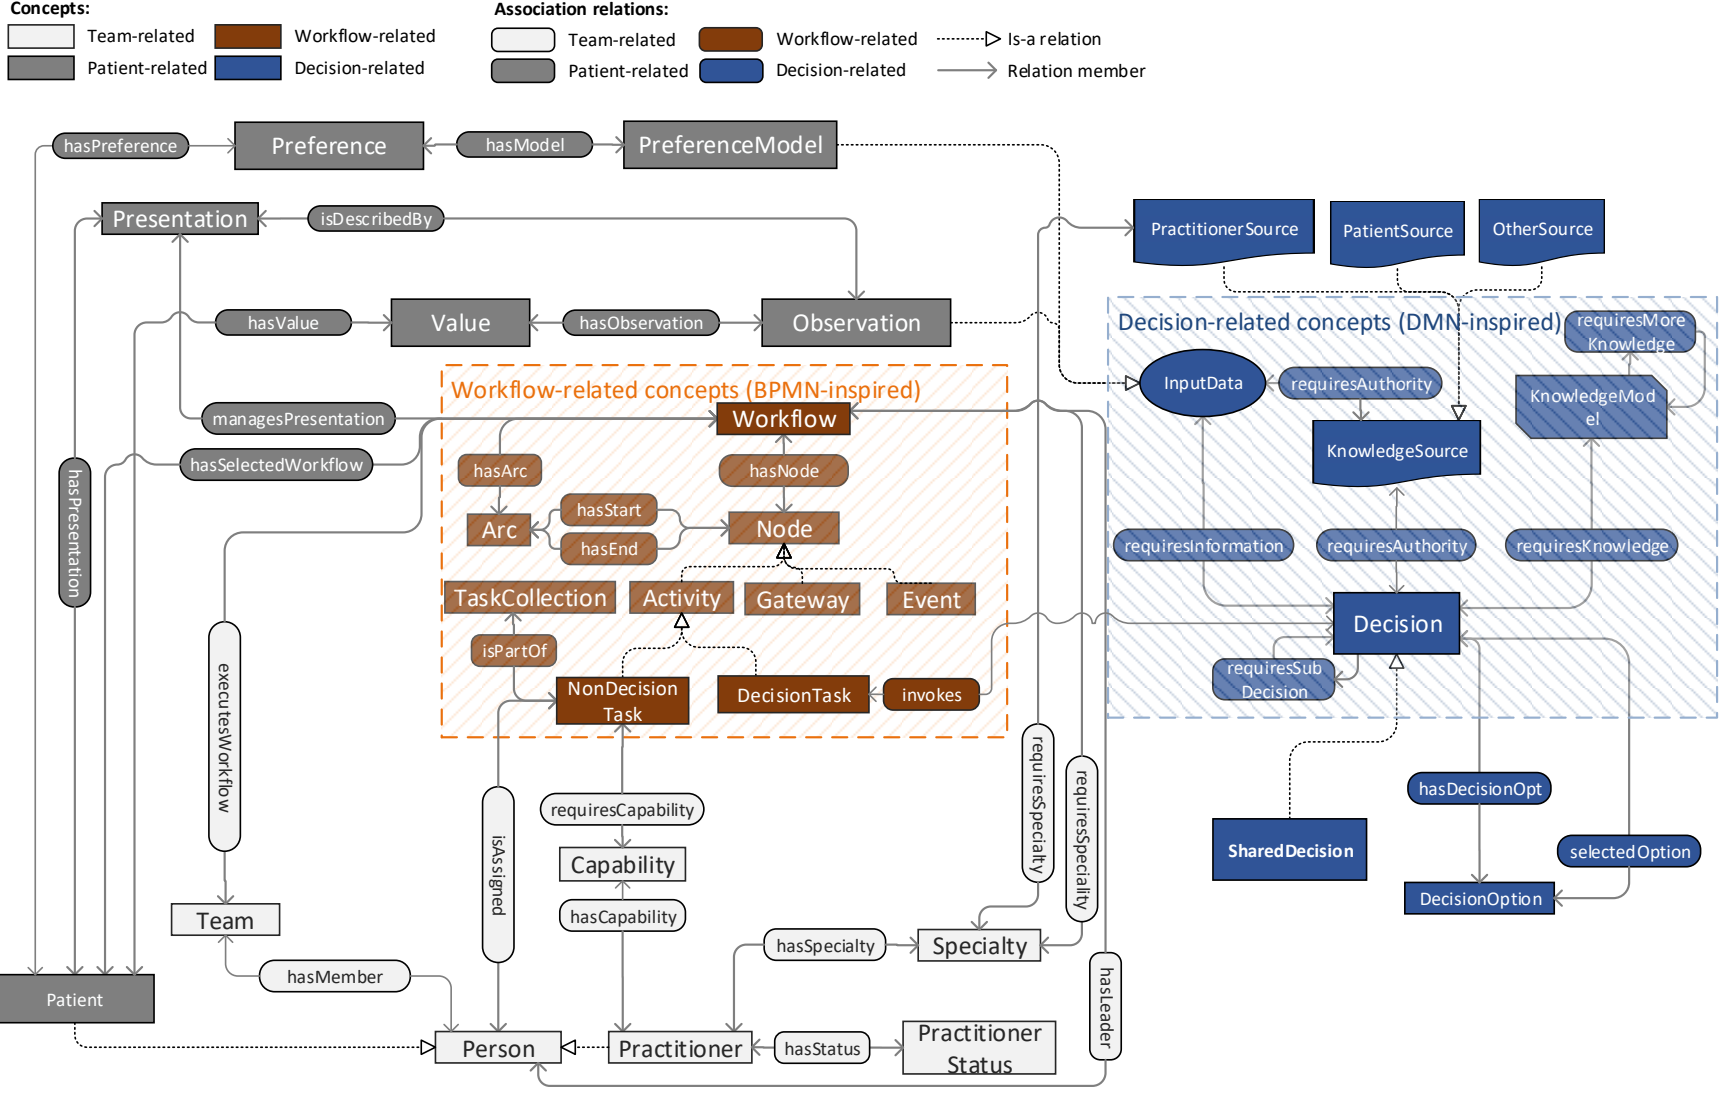 Concepts:
Team-related
Workflow-related
Patient-related
Decision-related
Association relations:
Team-related
Workflow-related
Is-a relation
Patient-related
Decision-related
Relation member
hasPreference
Preference
hasModel
PreferenceModel
Presentation
isDescribedBy
PractitionerSource
PatientSource
OtherSource
hasValue
Value
hasObservation
Observation
Decision-related concepts (DMN-inspired)
requiresMore
Knowledge
InputData
requiresAuthority
KnowledgeMod
el
Workflow-related concepts (BPMN-inspired)
managesPresentation
Workflow
KnowledgeSource
hasSelectedWorkflow
hasArc
hasNode
hasPresentation
Arc
hasStart
hasEnd
Node
requiresInformation
requiresAuthority
requiresKnowledge
TaskCollection
Activity
Gateway
Event
Decision
isPartOf
requiresSub
Decision
NonDecision
Task
DecisionTask
invokes
executesWorkflow
requiresSpecialty
requiresSpeciality
hasDecisionOpt
requiresCapability
isAssigned
Capability
SharedDecision
selectedOption
DecisionOption
hasCapability
Team
hasSpecialty
Specialty
hasMember
hasLeader
Patient
Person
Practitioner
hasStatus
Practitioner
Status